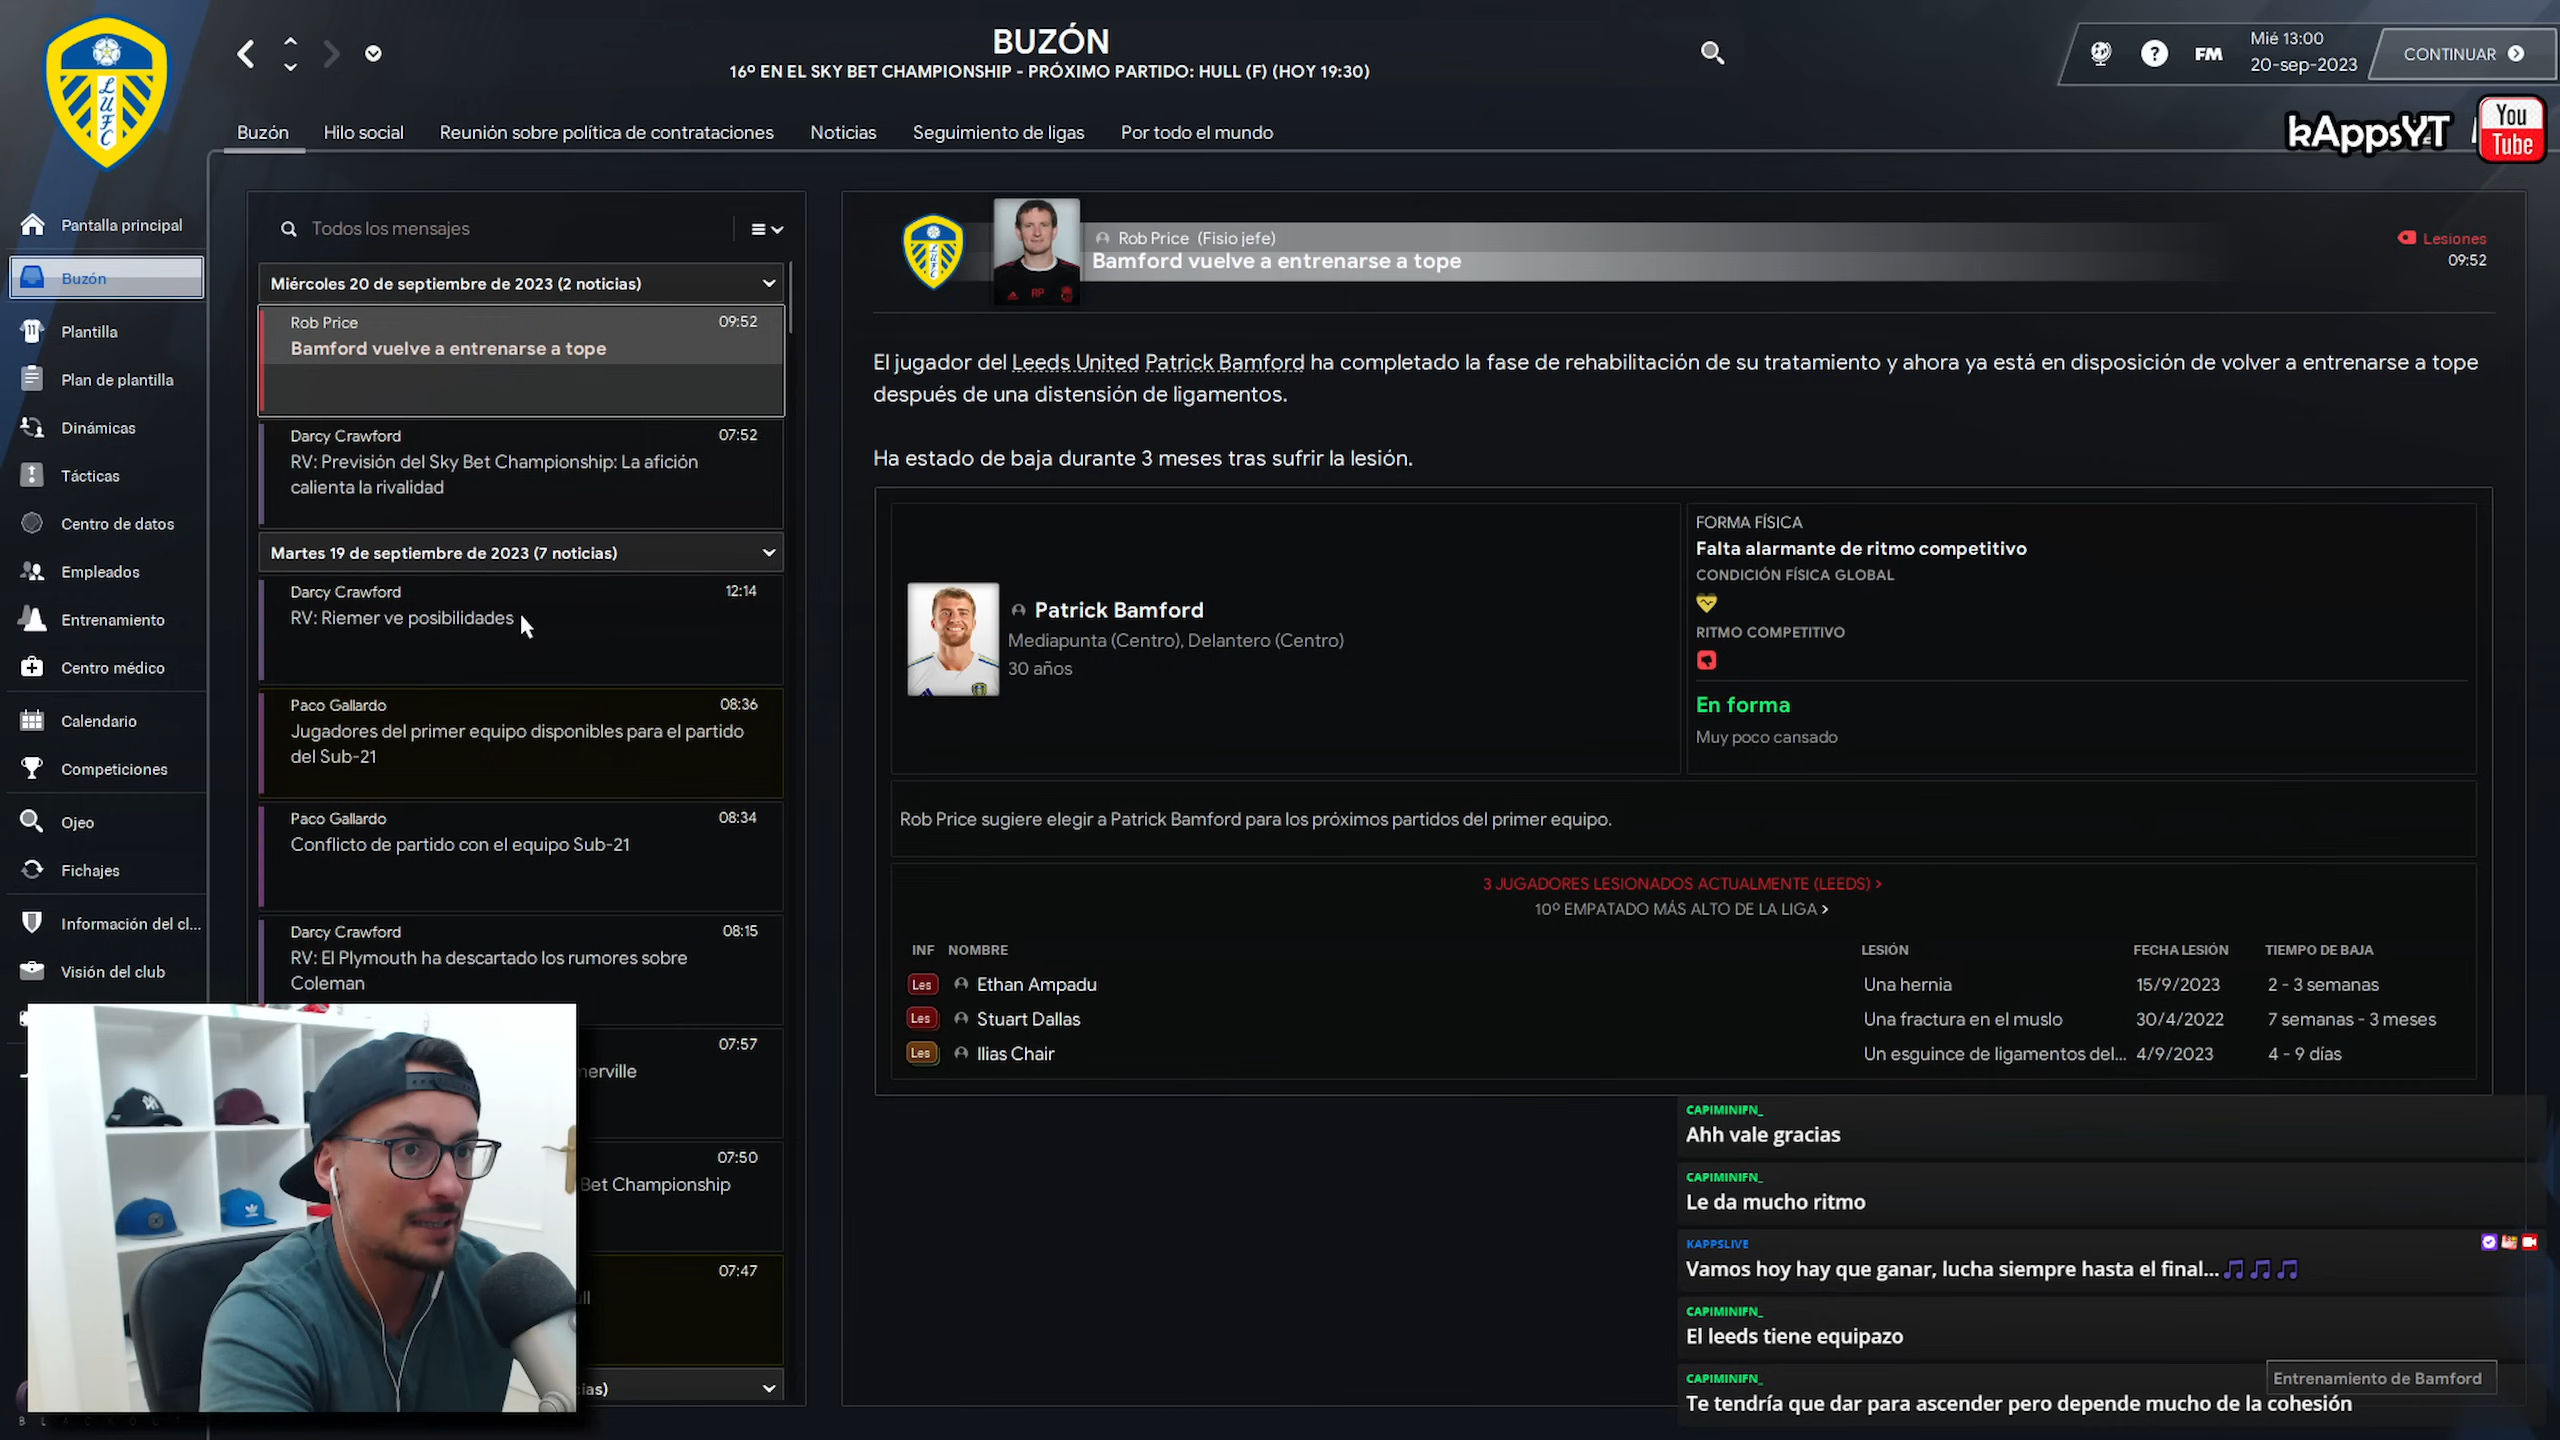 LUFC
BUZÓN
16º EN EL SKY BET CHAMPIONSHIP - PRÓXIMO PARTIDO: HULL (F) (HOY 19:30)
FM
Mié 13:00
20-sep-2023
CONTINUAR
Buzón
Hilo social
Reunión sobre política de contrataciones
Noticias
Seguimiento de ligas
Por todo el mundo
kAppsYT
You
Tube
Pantalla principal
Buzón
Plantilla
Plan de plantilla
Dinámicas
Tácticas
Centro de datos
Empleados
Entrenamiento
Centro médico
Calendario
Competiciones
Ojeo
Fichajes
Información del cl...
Visión del club
Todos los mensajes
Miércoles 20 de septiembre de 2023 (2 noticias)
Rob Price
09:52
Bamford vuelve a entrenarse a tope
Darcy Crawford
07:52
RV: Previsión del Sky Bet Championship: La afición
calienta la rivalidad
Martes 19 de septiembre de 2023 (7 noticias)
Darcy Crawford
12:14
RV: Riemer ve posibilidades
Paco Gallardo
08:36
Jugadores del primer equipo disponibles para el partido
del Sub-21
Paco Gallardo
08:34
Conflicto de partido con el equipo Sub-21
Darcy Crawford
08:15
RV: El Plymouth ha descartado los rumores sobre
Coleman
07:57
nerville
07:50
Bet Championship
07:47
ias)
Rob Price (Fisio jefe)
Bamford vuelve a entrenarse a tope
Lesiones
09:52
RP
El jugador del Leeds United Patrick Bamford ha completado la fase de rehabilitación de su tratamiento y ahora ya está en disposición de volver a entrenarse a tope
después de una distensión de ligamentos.
Ha estado de baja durante 3 meses tras sufrir la lesión.
Patrick Bamford
Mediapunta (Centro), Delantero (Centro)
30 años
FORMA FÍSICA
Falta alarmante de ritmo competitivo
CONDICIÓN FÍSICA GLOBAL
RITMO COMPETITIVO
En forma
Muy poco cansado
Rob Price sugiere elegir a Patrick Bamford para los próximos partidos del primer equipo.
3 JUGADORES LESIONADOS ACTUALMENTE (LEEDS) >
10º EMPATADO MÁS ALTO DE LA LIGA >
INF NOMBRE LESIÓN FECHA LESIÓN TIEMPO DE BAJA
Les Ethan Ampadu Una hernia 15/9/2023 2 - 3 semanas
Les Stuart Dallas Una fractura en el muslo 30/4/2022 7 semanas - 3 meses
Les Ilias Chair Un esguince de ligamentos del... 4/9/2023 4 - 9 días
CAPIMINIFN_
Ahh vale gracias
CAPIMINIFN_
Le da mucho ritmo
KAPPSLIVE
Vamos hoy hay que ganar, lucha siempre hasta el final...
CAPIMINIFN_
El leeds tiene equipazo
CAPIMINIFN_
Entrenamiento de Bamford
Te tendría que dar para ascender pero depende mucho de la cohesión